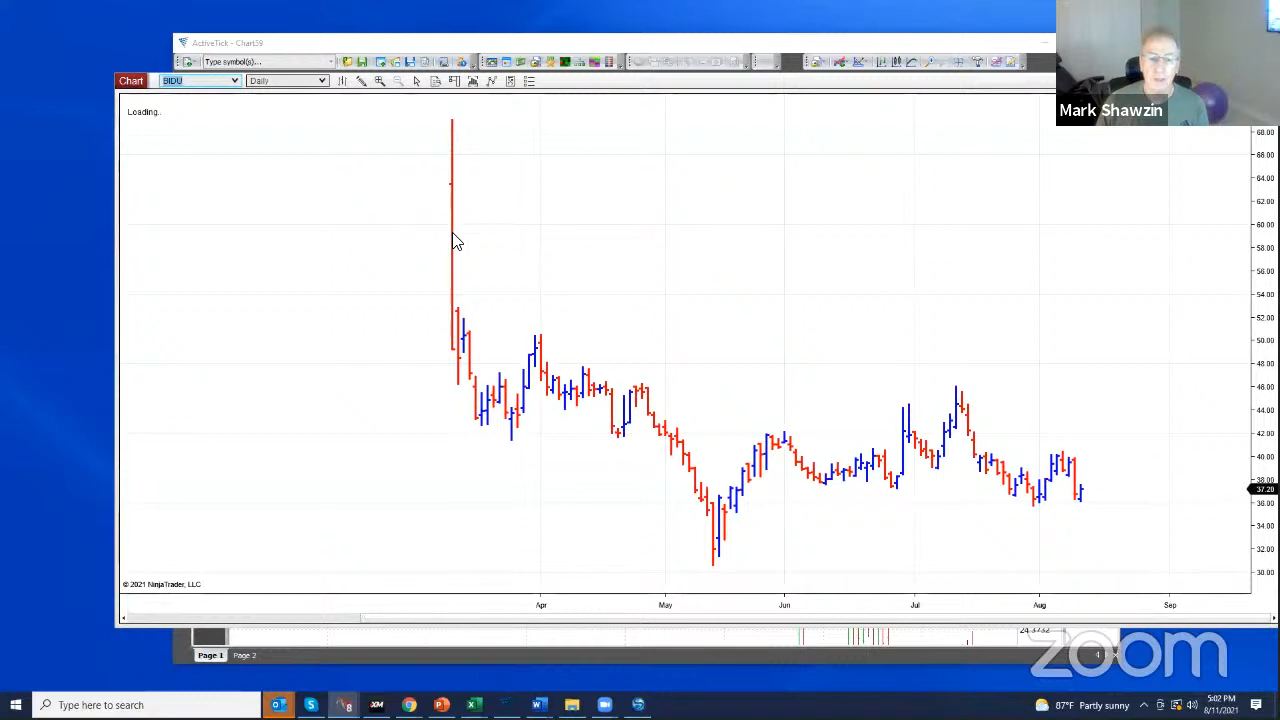 ActiveTick - Chart59
Type symbol(s)...
Chart
BIDU
Daily
Mark Shawzin
Loading..
68.00
66.00
64.00
62.00
60.00
58.00
56.00
54.00
52.00
50.00
48.00
46.00
44.00
42.00
40.00
38.00
37.20
36.00
34.00
32.00
30.00
© 2021 NinjaTrader, LLC
Apr May Jun Jul Aug Sep
24.3732
Page 1 Page 2
zoom
Type here to search
87°F Partly sunny
5:02 PM
8/11/2021